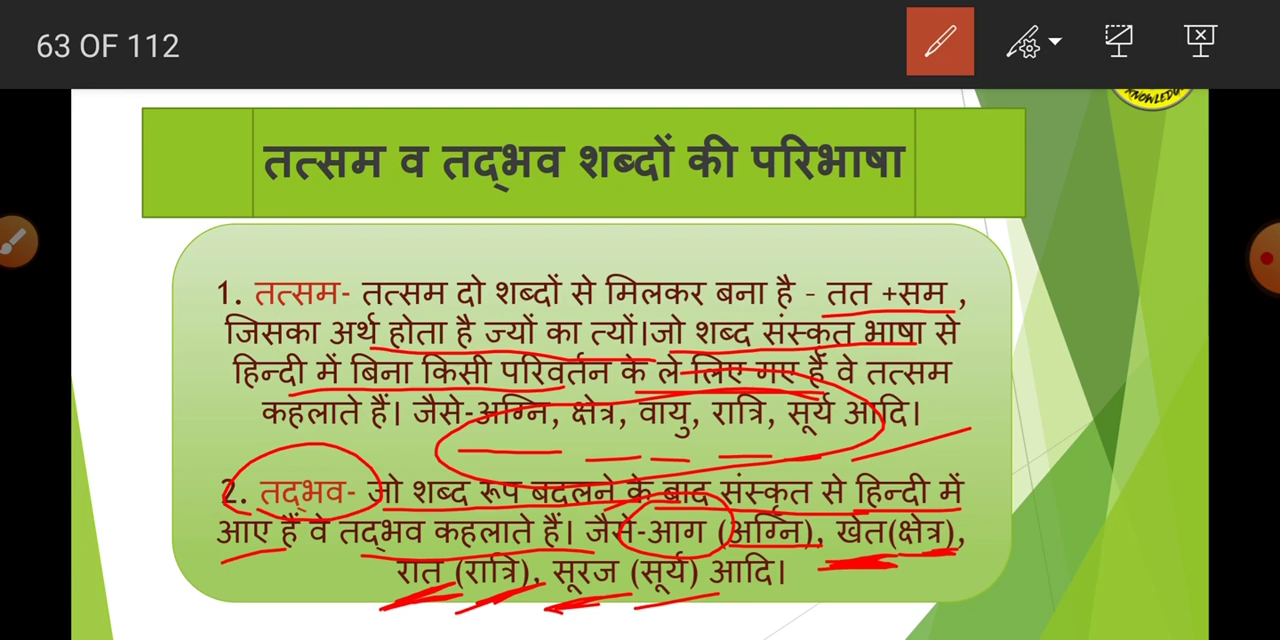 63 OF 112
KNOWLEDGE
तत्सम व तद्‌भव शब्दों की परिभाषा
1. तत्सम- तत्सम दो शब्दों से मिलकर बना है - तत +सम ,
जिसका अर्थ होता है ज्यों का त्यों।जो शब्द संस्कृत भाषा से
हिन्दी में बिना किसी परिवर्तन के ले लिए गए हैं वे तत्सम
कहलाते हैं। जैसे-अग्नि, क्षेत्र, वायु, रात्रि, सूर्य आदि।
2. तद्‌भव- जो शब्द रूप बदलने के बाद संस्कृत से हिन्दी में
आए हैं वे तद्‌भव कहलाते हैं। जैसे-आग (अग्नि), खेत(क्षेत्र),
रात (रात्रि), सूरज (सूर्य) आदि।